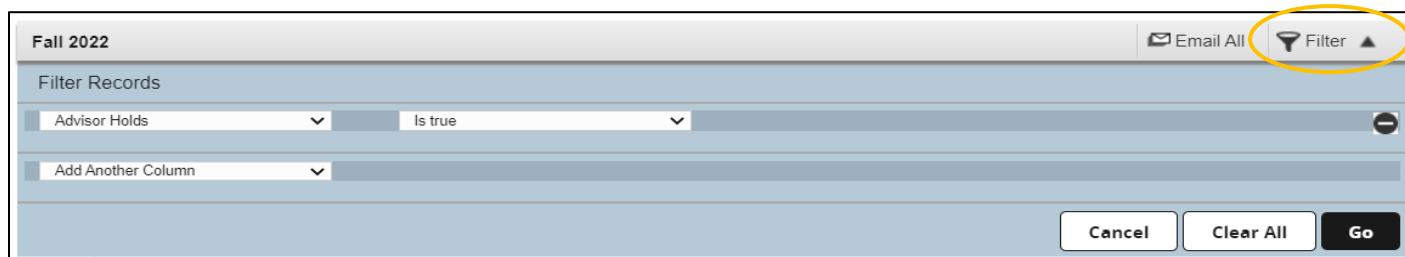 Fall 2022 Email All Filter
Filter Records
Advisor Holds Is true
Add Another Column
Cancel Clear All Go